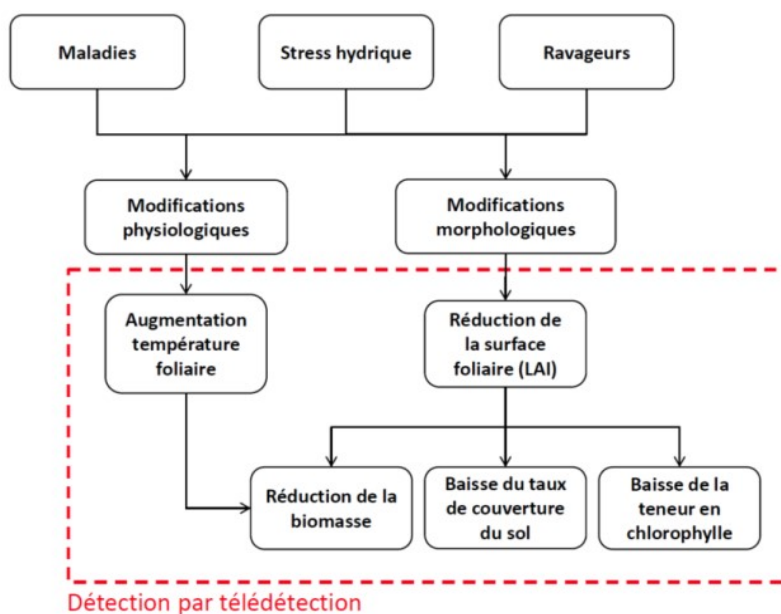 Maladies
Stress hydrique
Ravageurs
Modifications
physiologiques
Modifications
morphologiques
Augmentation
température
foliaire
Réduction de
la surface
foliaire (LAI)
Réduction de la
biomasse
Baisse du taux
de couverture
du sol
Baisse de la
teneur en
chlorophylle
Détection par télédétection